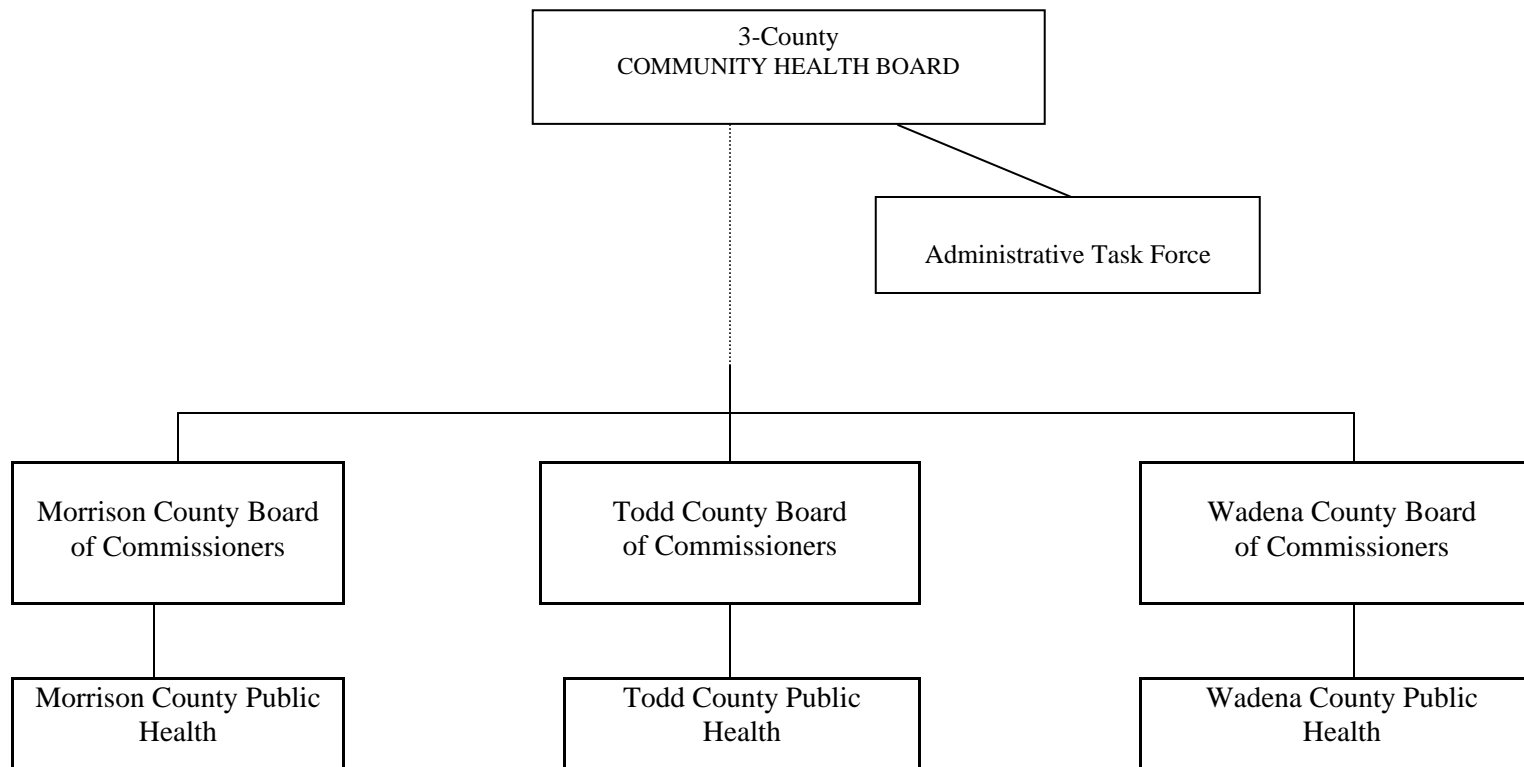 3-County
COMMUNITY HEALTH BOARD
Administrative Task Force
Morrison County Board
of Commissioners
Todd County Board
of Commissioners
Wadena County Board
of Commissioners
Morrison County Public
Health
Todd County Public
Health
Wadena County Public
Health